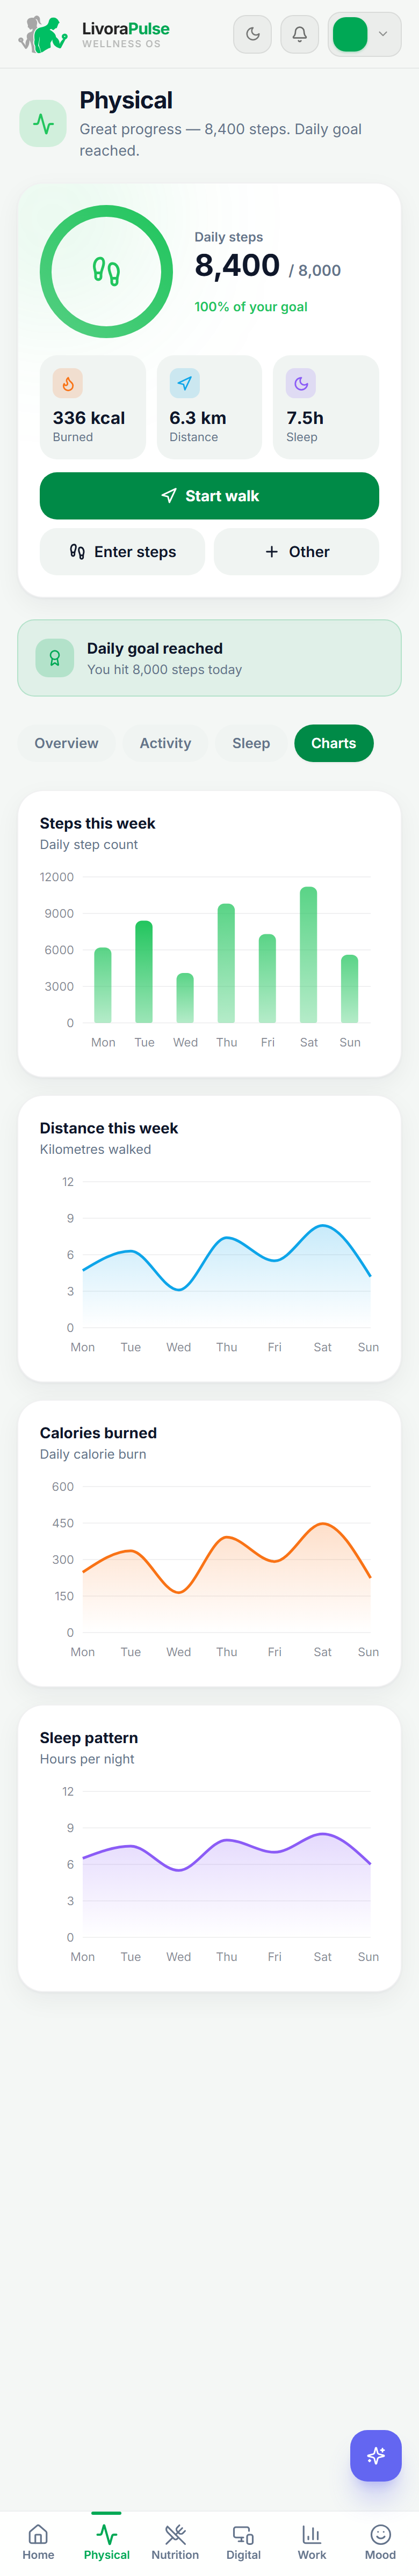 LivoraPulse
WELLNESS OS
Physical
Great progress — 8,400 steps. Daily goal
reached.
Daily steps
8,400 / 8,000
100% of your goal
336 kcal
Burned
6.3 km
Distance
7.5h
Sleep
Start walk
Enter steps
Other
Daily goal reached
You hit 8,000 steps today
Overview Activity Sleep Charts
Steps this week
Daily step count
12000
9000
6000
3000
0
Mon Tue Wed Thu Fri Sat Sun
Distance this week
Kilometres walked
12
9
6
3
0
Mon Tue Wed Thu Fri Sat Sun
Calories burned
Daily calorie burn
600
450
300
150
0
Mon Tue Wed Thu Fri Sat Sun
Sleep pattern
Hours per night
12
9
6
3
0
Mon Tue Wed Thu Fri Sat Sun
Home Physical Nutrition Digital Work Mood